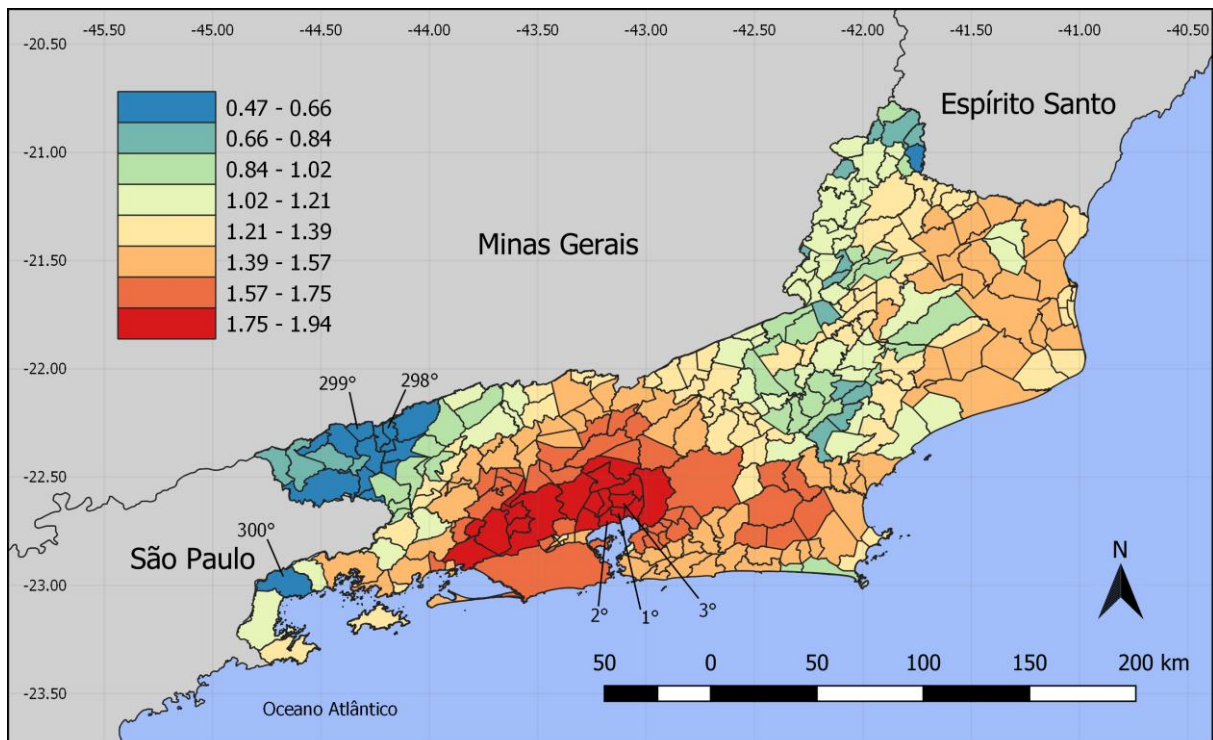 -45.50 -45.00 -44.50 -44.00 -43.50 -43.00 -42.50 -42.00 -41.50 -41.00 -40.50
-20.50
-21.00
-21.50
-22.00
-22.50
-23.00
-23.50
0.47 - 0.66
0.66 - 0.84
0.84 - 1.02
1.02 - 1.21
1.21 - 1.39
1.39 - 1.57
1.57 - 1.75
1.75 - 1.94
Espírito Santo
Minas Gerais
299° 298°
300°
São Paulo
2° 1° 3°
N
50 0 50 100 150 200 km
Oceano Atlântico